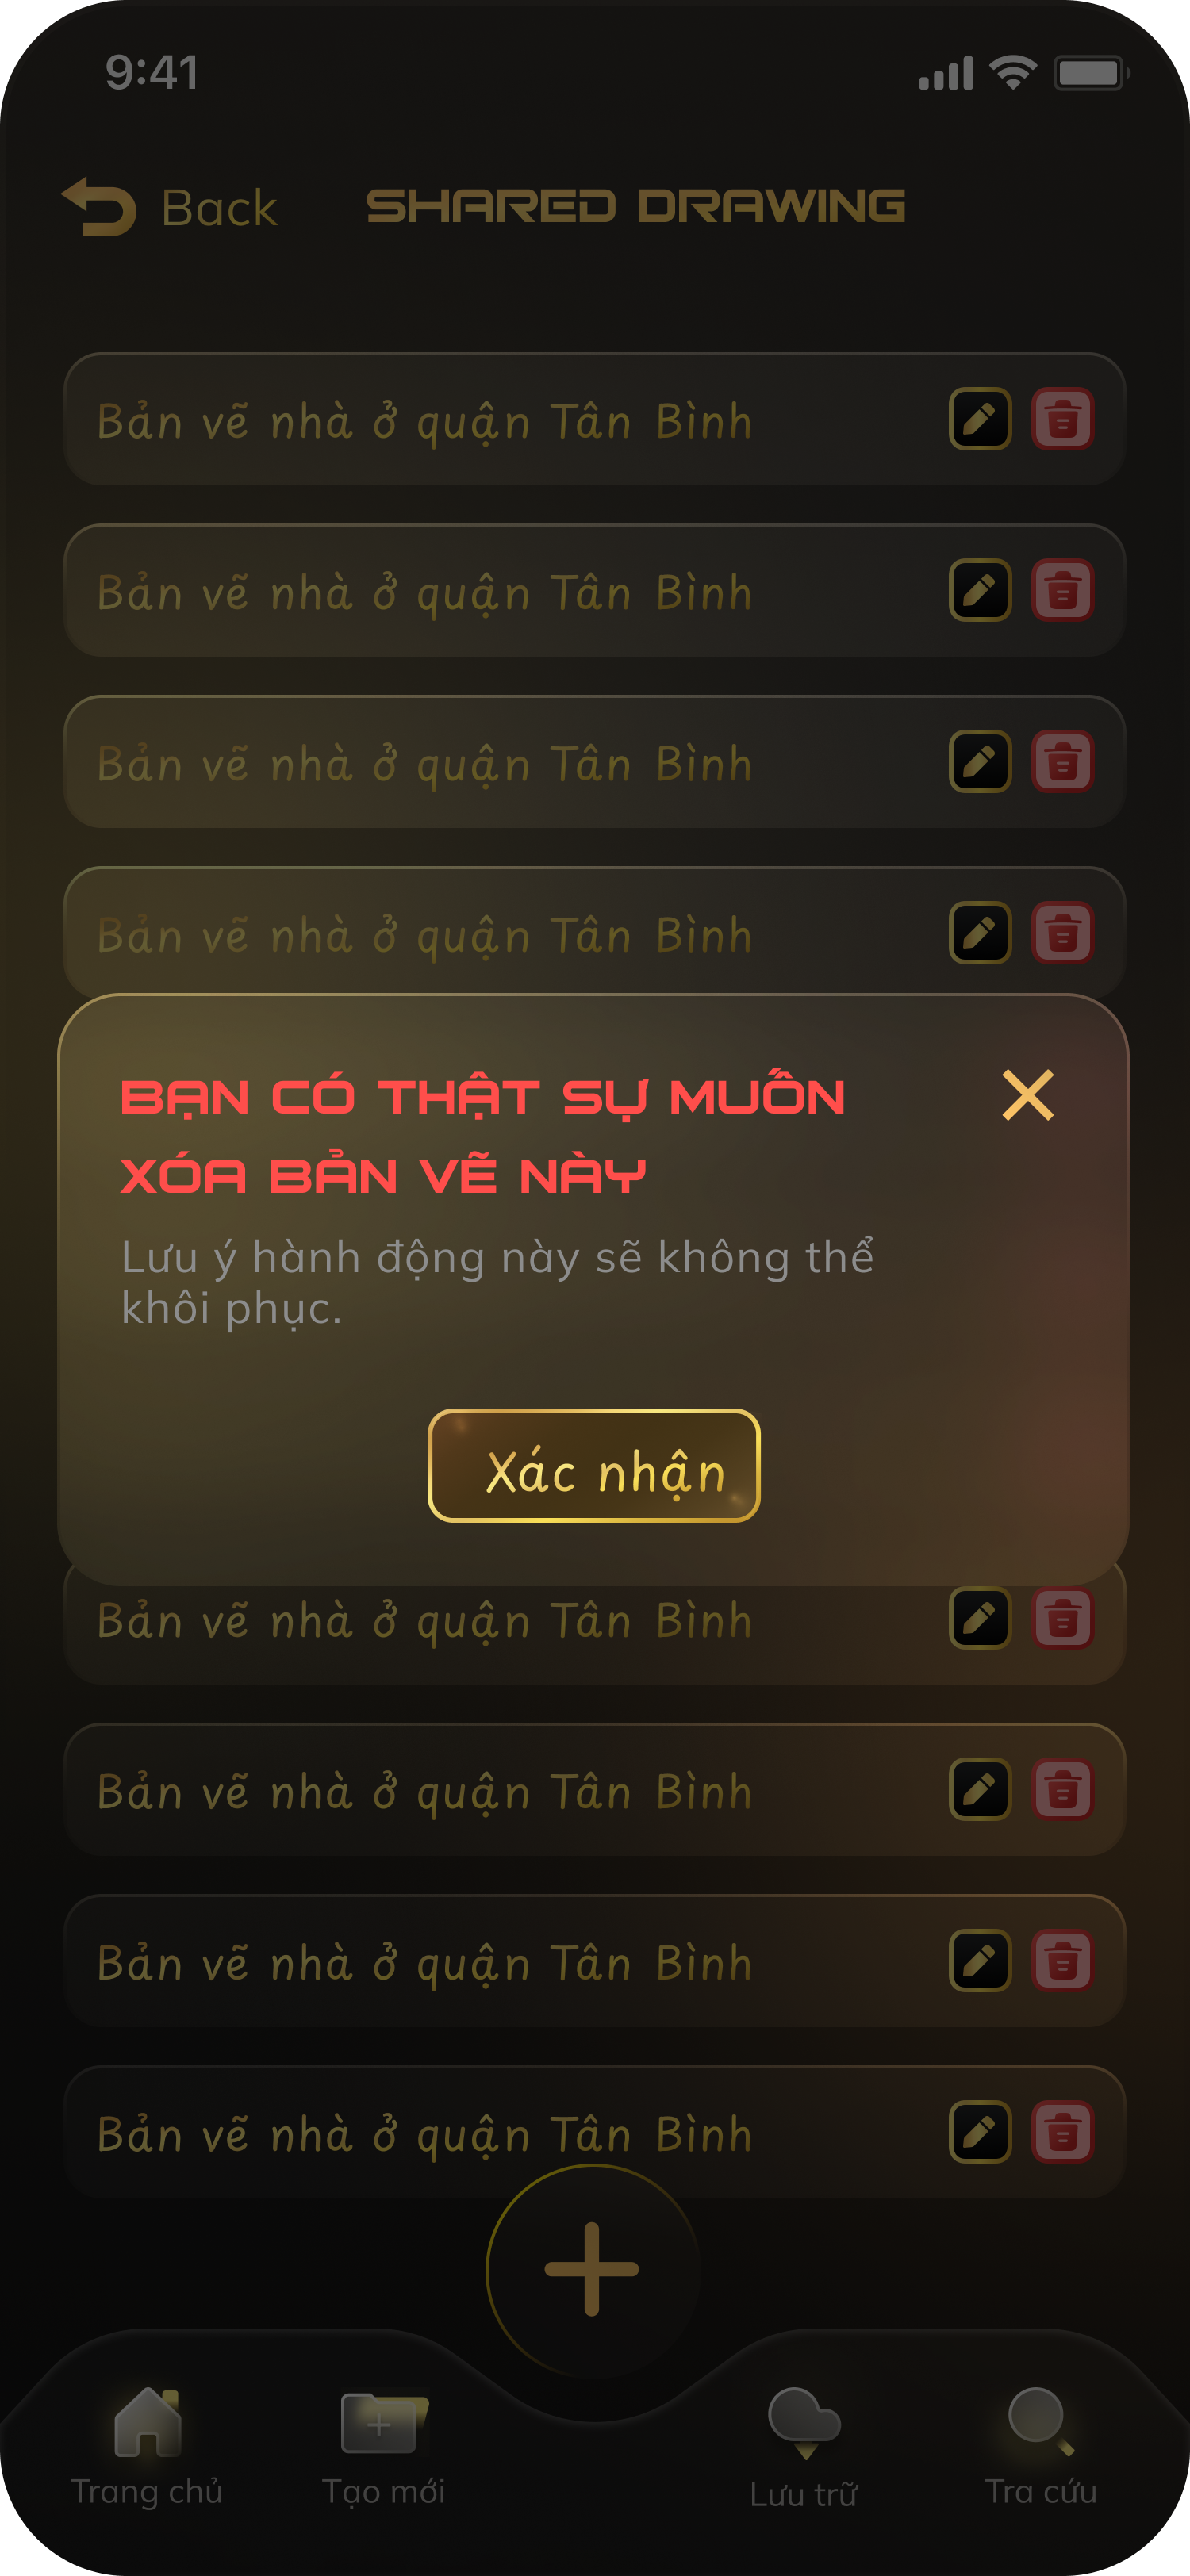 9:41
Back
SHARED DRAWING
Bản vẽ nhà ở quận Tân Bình
Bản vẽ nhà ở quận Tân Bình
Bản vẽ nhà ở quận Tân Bình
Bản vẽ nhà ở quận Tân Bình
BẠN CÓ THẬT SỰ MUỐN
XÓA BẢN VẼ NÀY
Lưu ý hành động này sẽ không thể
khôi phục.
Xác nhận
Bản vẽ nhà ở quận Tân Bình
Bản vẽ nhà ở quận Tân Bình
Bản vẽ nhà ở quận Tân Bình
Bản vẽ nhà ở quận Tân Bình
Trang chủ
Tạo mới
Lưu trữ
Tra cứu